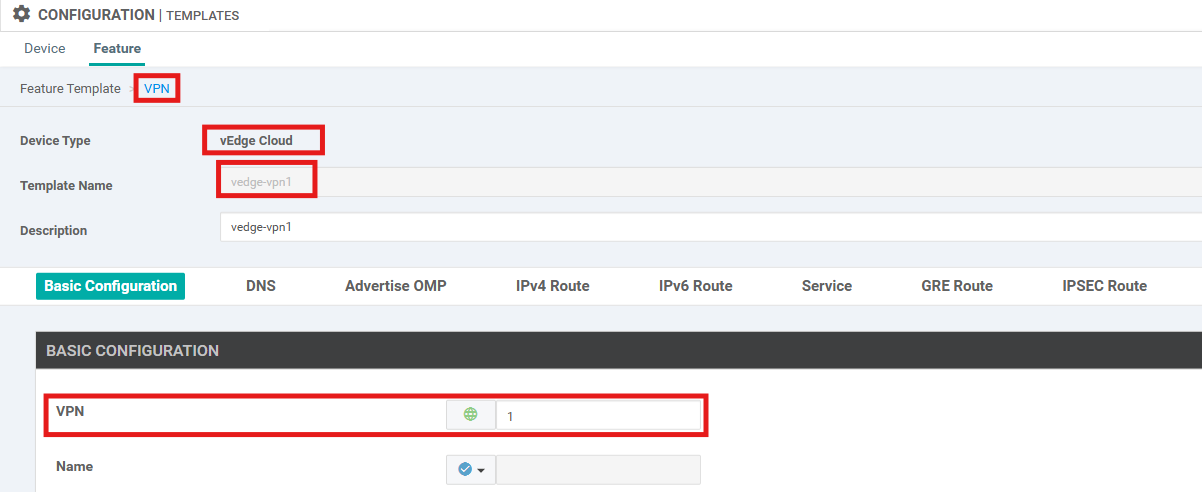 CONFIGURATION | TEMPLATES
Device Feature
Feature Template > VPN
Device Type vEdge Cloud
Template Name vedge-vpn1
Description vedge-vpn1
Basic Configuration DNS Advertise OMP IPv4 Route IPv6 Route Service GRE Route IPSEC Route
BASIC CONFIGURATION
VPN 1
Name